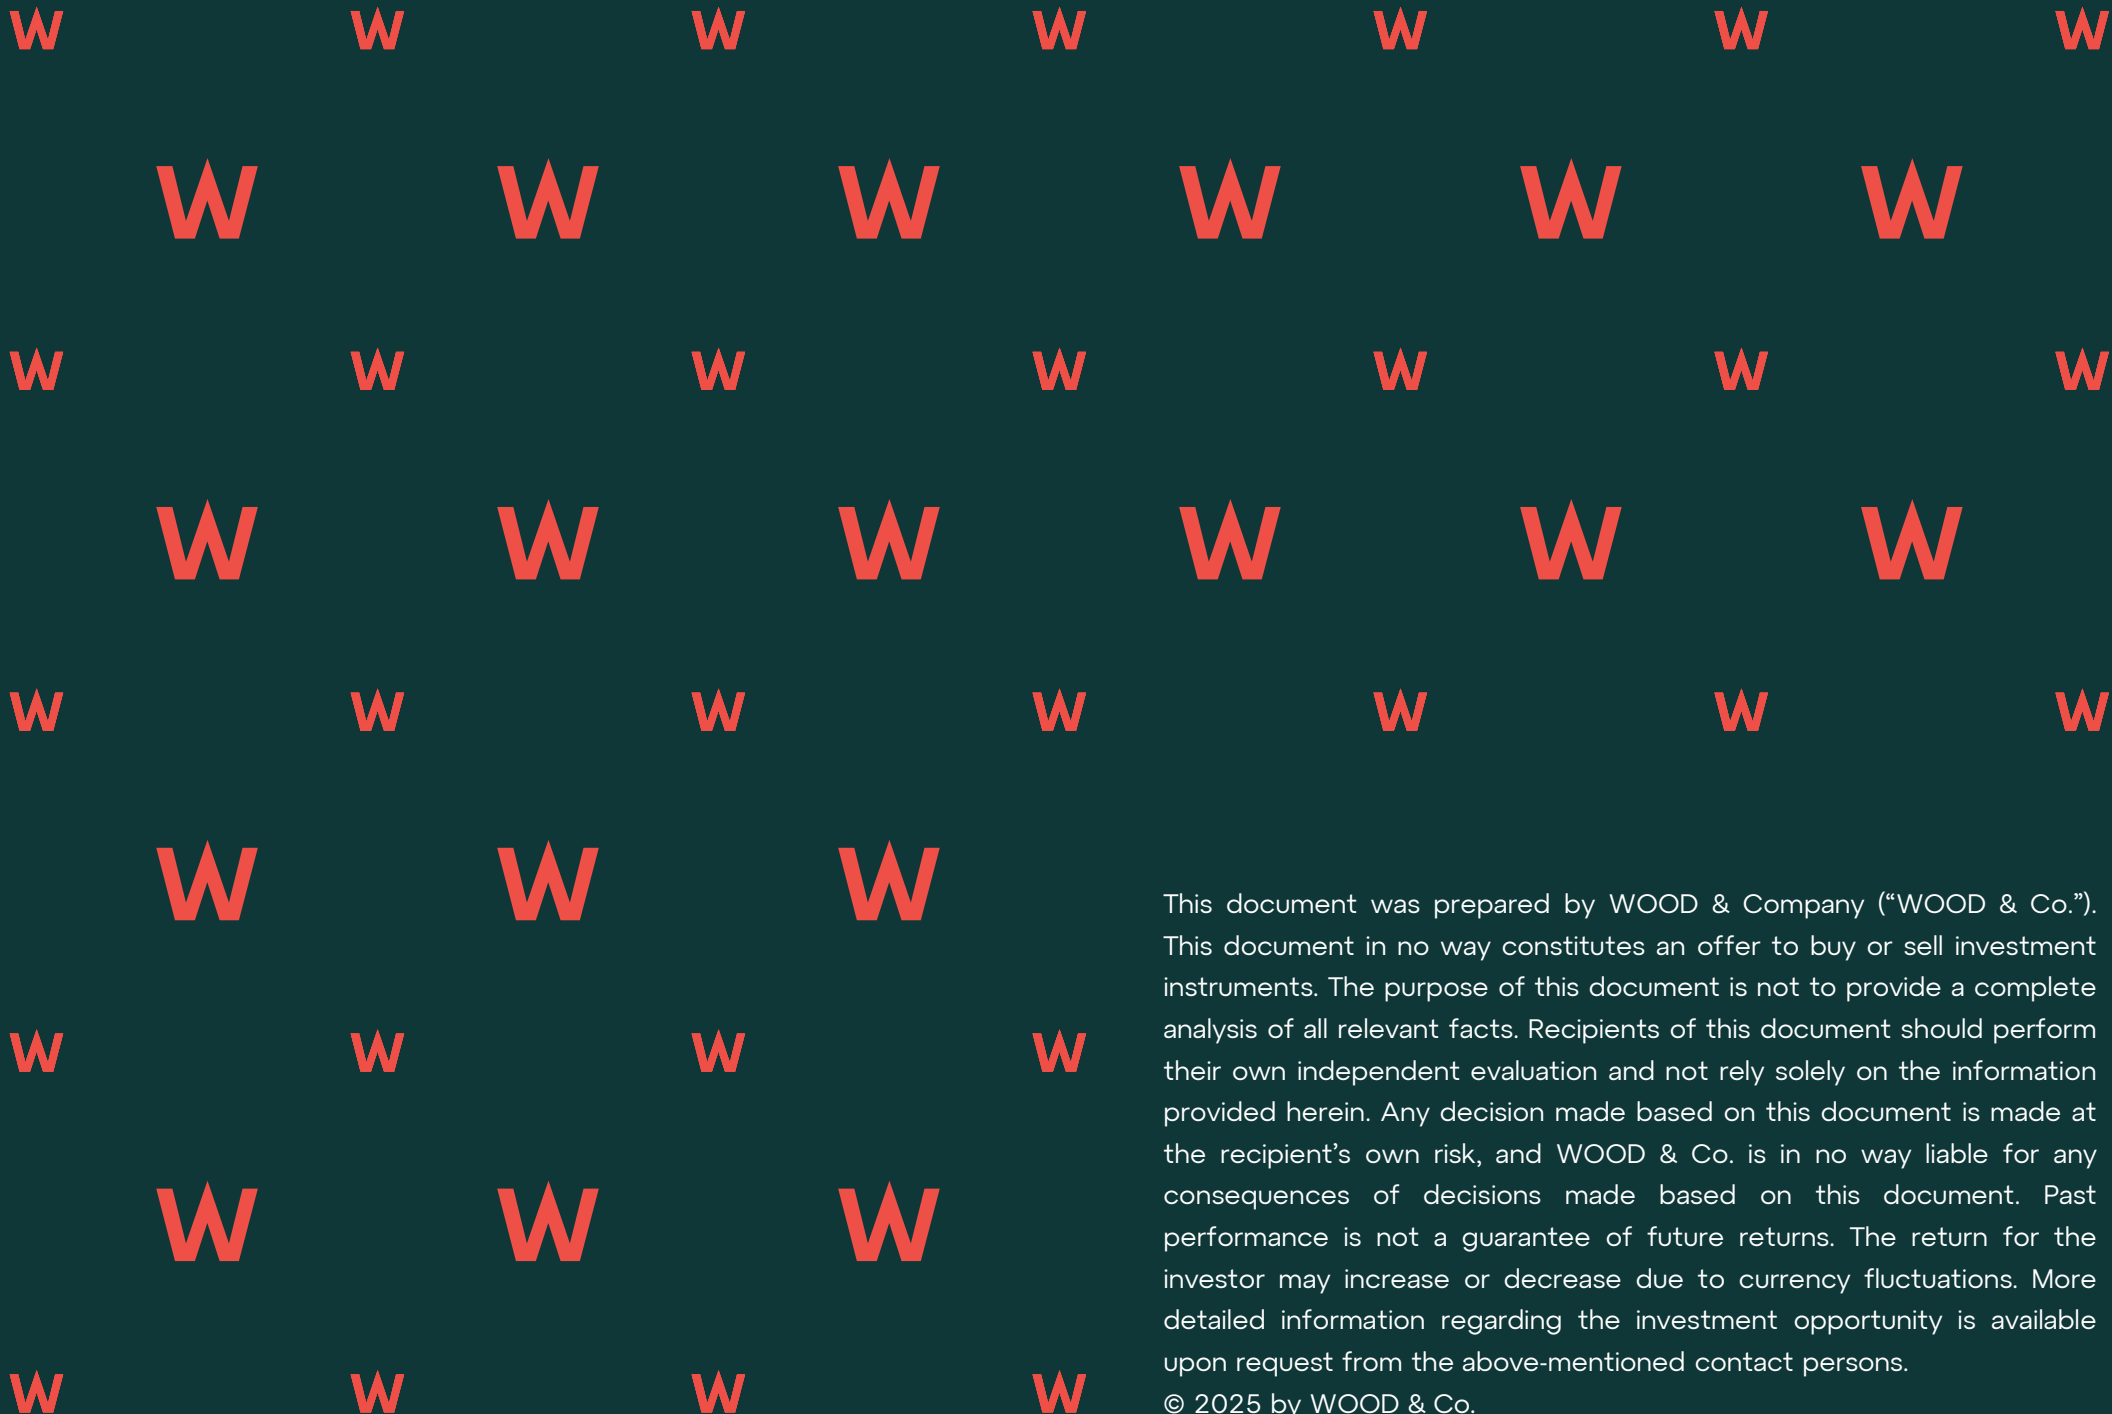 W W W W W W W
W W W W W W
W W W W W W W
W W W W W W
W W W W W W W
W W W
This document was prepared by WOOD & Company (“WOOD & Co.”).
This document in no way constitutes an offer to buy or sell investment
instruments. The purpose of this document is not to provide a complete
analysis of all relevant facts. Recipients of this document should perform
their own independent evaluation and not rely solely on the information
provided herein. Any decision made based on this document is made at
the recipient’s own risk, and WOOD & Co. is in no way liable for any
consequences of decisions made based on this document. Past
performance is not a guarantee of future returns. The return for the
investor may increase or decrease due to currency fluctuations. More
detailed information regarding the investment opportunity is available
upon request from the above-mentioned contact persons.
© 2025 by WOOD & Co.
W W W W
W W W
W W W W